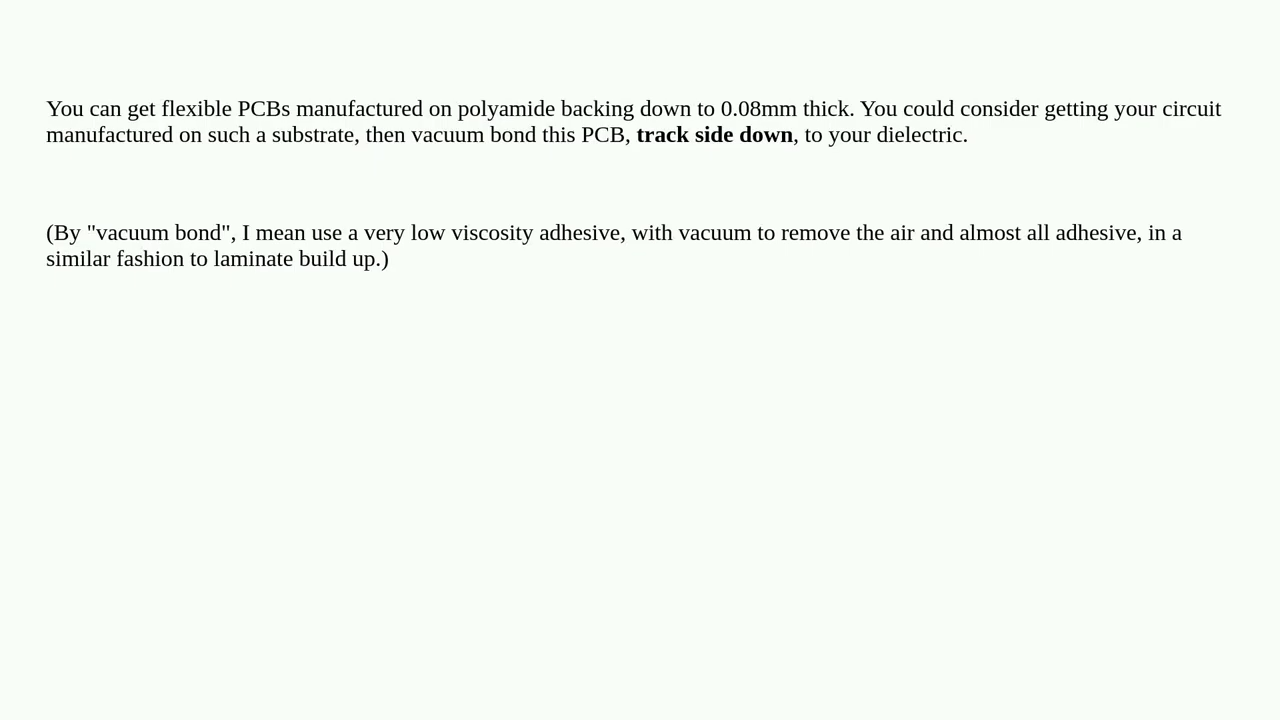 You can get flexible PCBs manufactured on polyamide backing down to 0.08mm thick. You could consider getting your circuit
manufactured on such a substrate, then vacuum bond this PCB, track side down, to your dielectric.
(By "vacuum bond", I mean use a very low viscosity adhesive, with vacuum to remove the air and almost all adhesive, in a
similar fashion to laminate build up.)